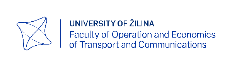 UNIVERSITY OF ŽILINA
Faculty of Operation and Economics
of Transport and Communications